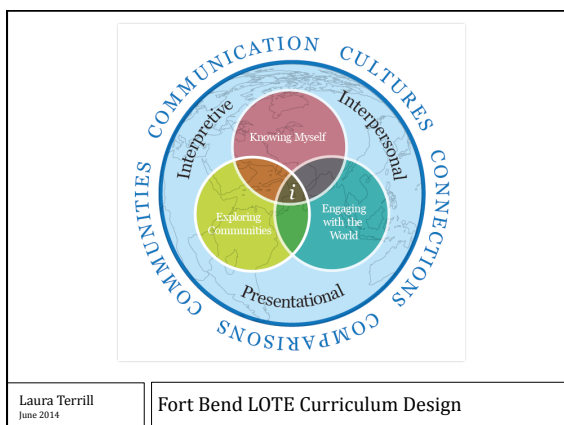 COMMUNICATION CULTURES CONNECTIONS COMPARISONS COMMUNITIES
Interpretive
Interpersonal
Knowing Myself
i
Exploring
Communities
Engaging
with the
World
Presentational
Laura Terrill
June 2014
Fort Bend LOTE Curriculum Design